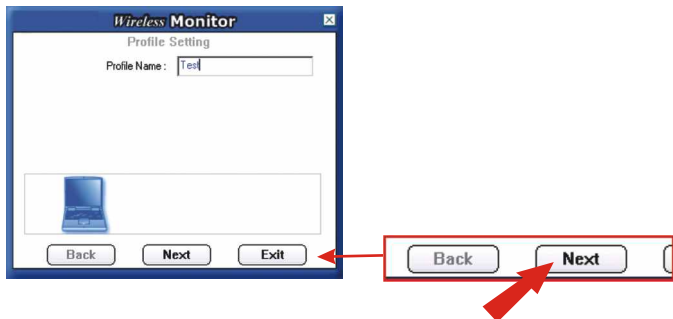 Wireless Monitor
Profile Setting
Profile Name : Test
Back Next Exit
Back Next